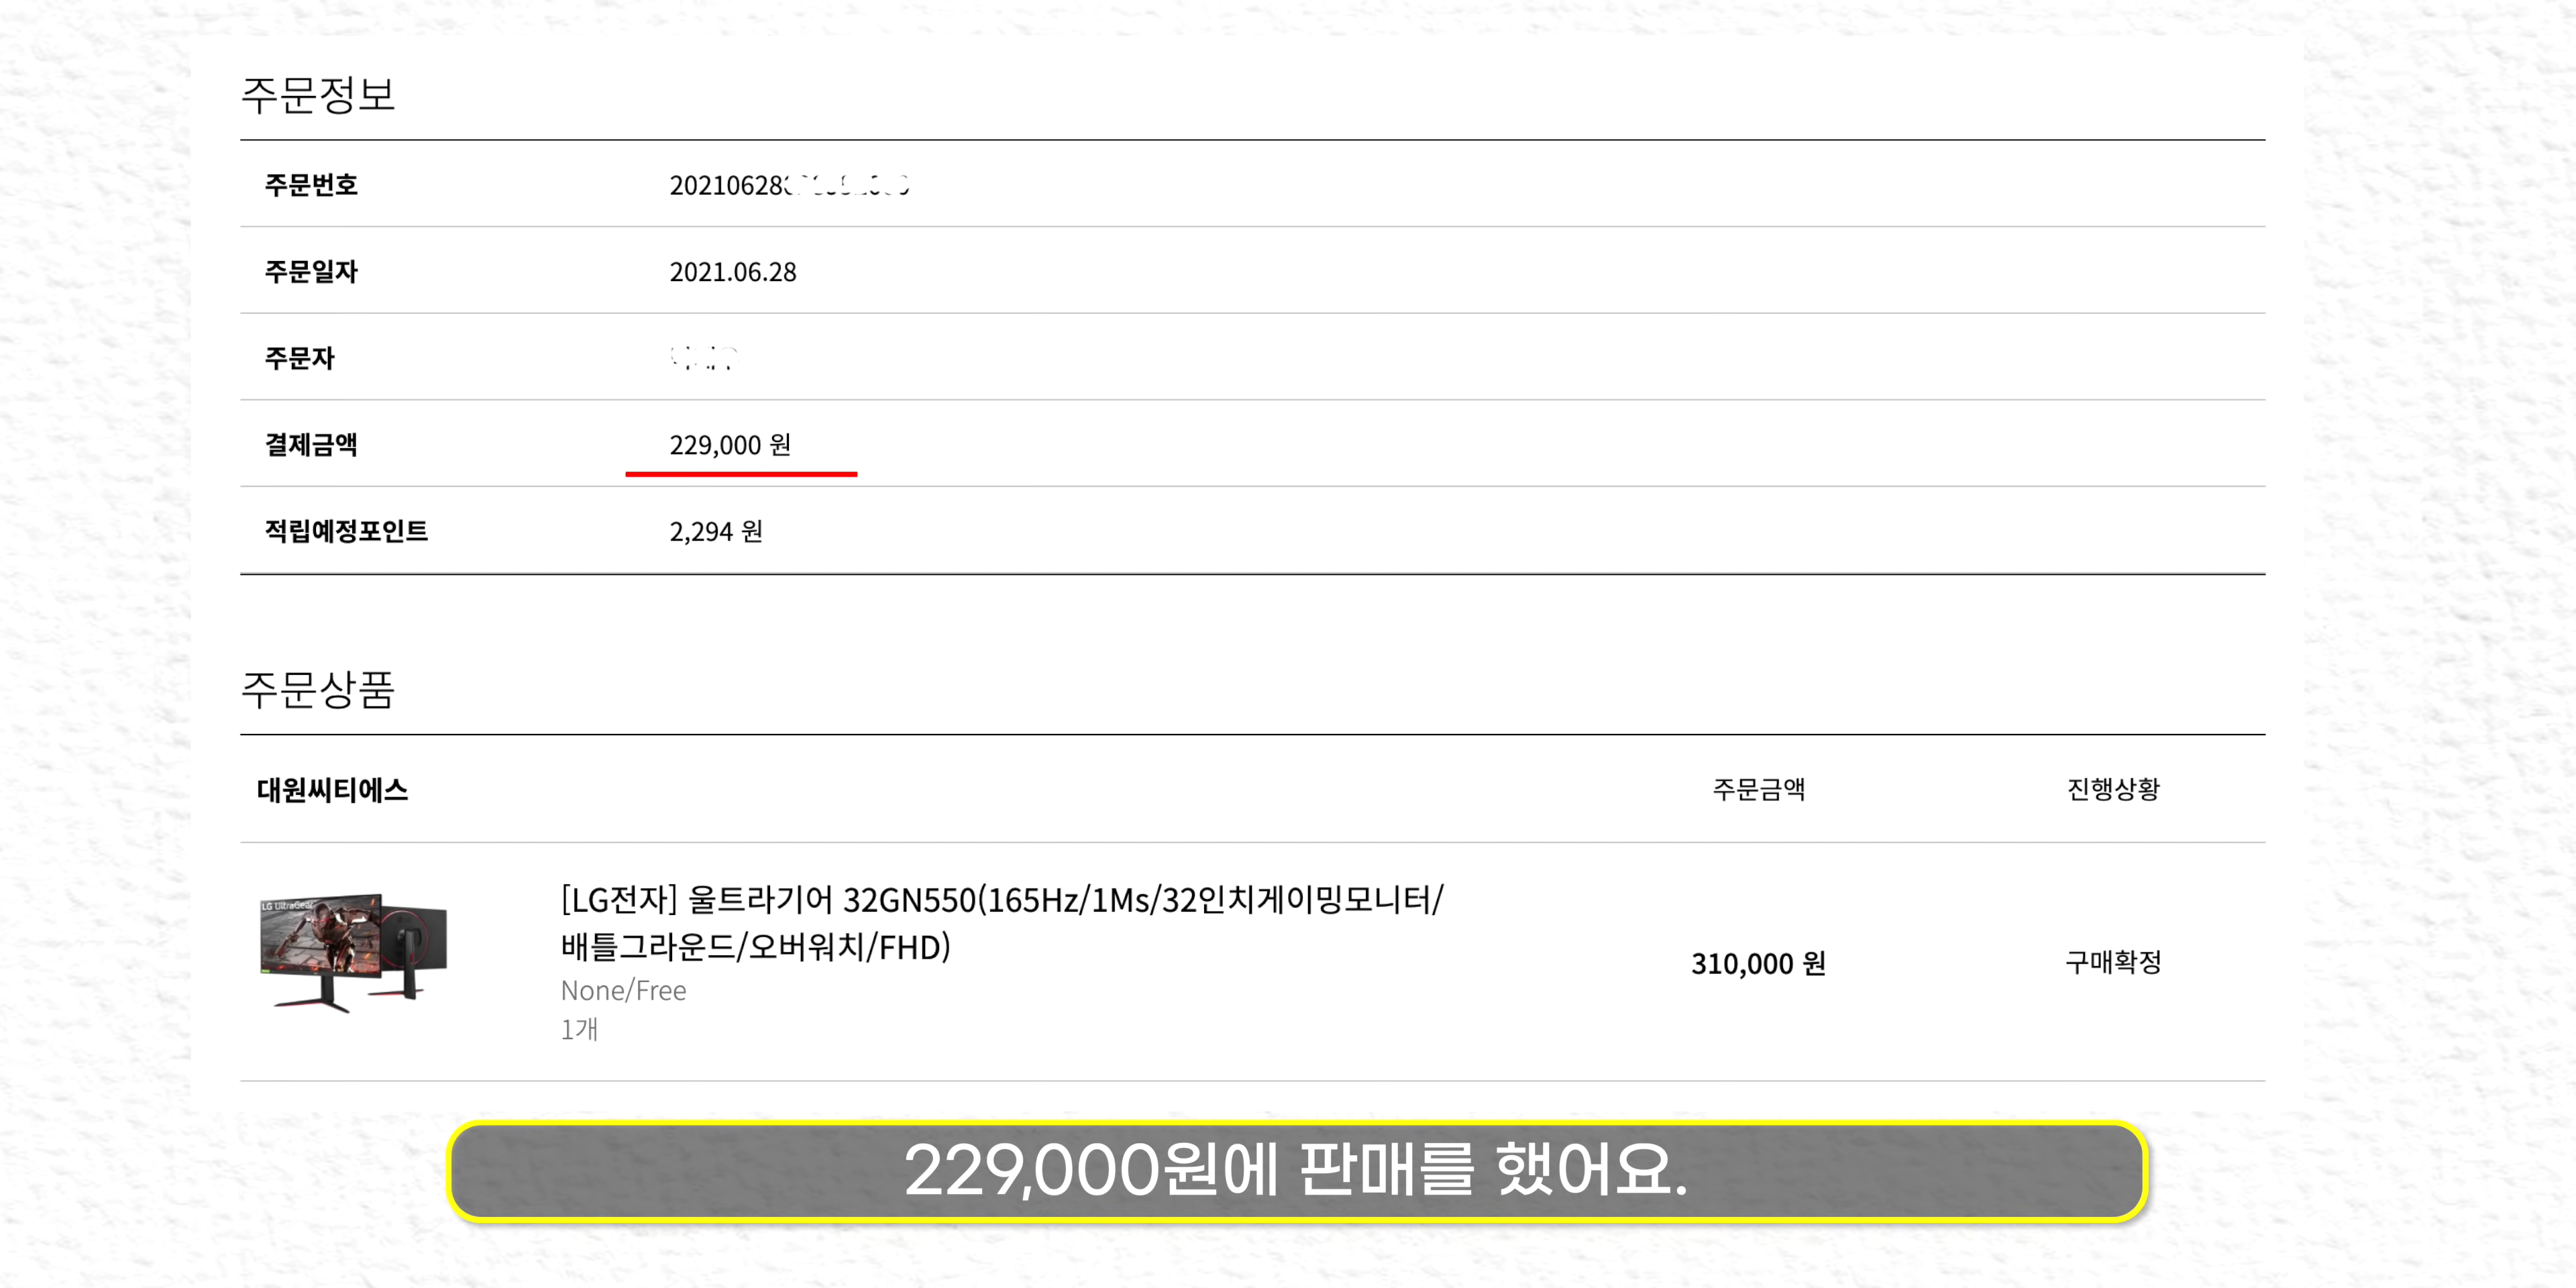 주문정보
주문번호 20210628
주문일자 2021.06.28
주문자
결제금액 229,000 원
적립예정포인트 2,294 원
주문상품
대원씨티에스 주문금액 진행상황
LG UltraGear
[LG전자] 울트라기어 32GN550(165Hz/1Ms/32인치게이밍모니터/
배틀그라운드/오버워치/FHD)
None/Free
1개
310,000 원 구매확정
229,000원에 판매를 했어요.